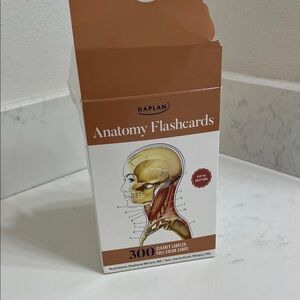 KAPLAN
Anatomy Flashcards
FIFTH
EDITION
300 CLEARLY LABELED
FULL-COLOR CARDS